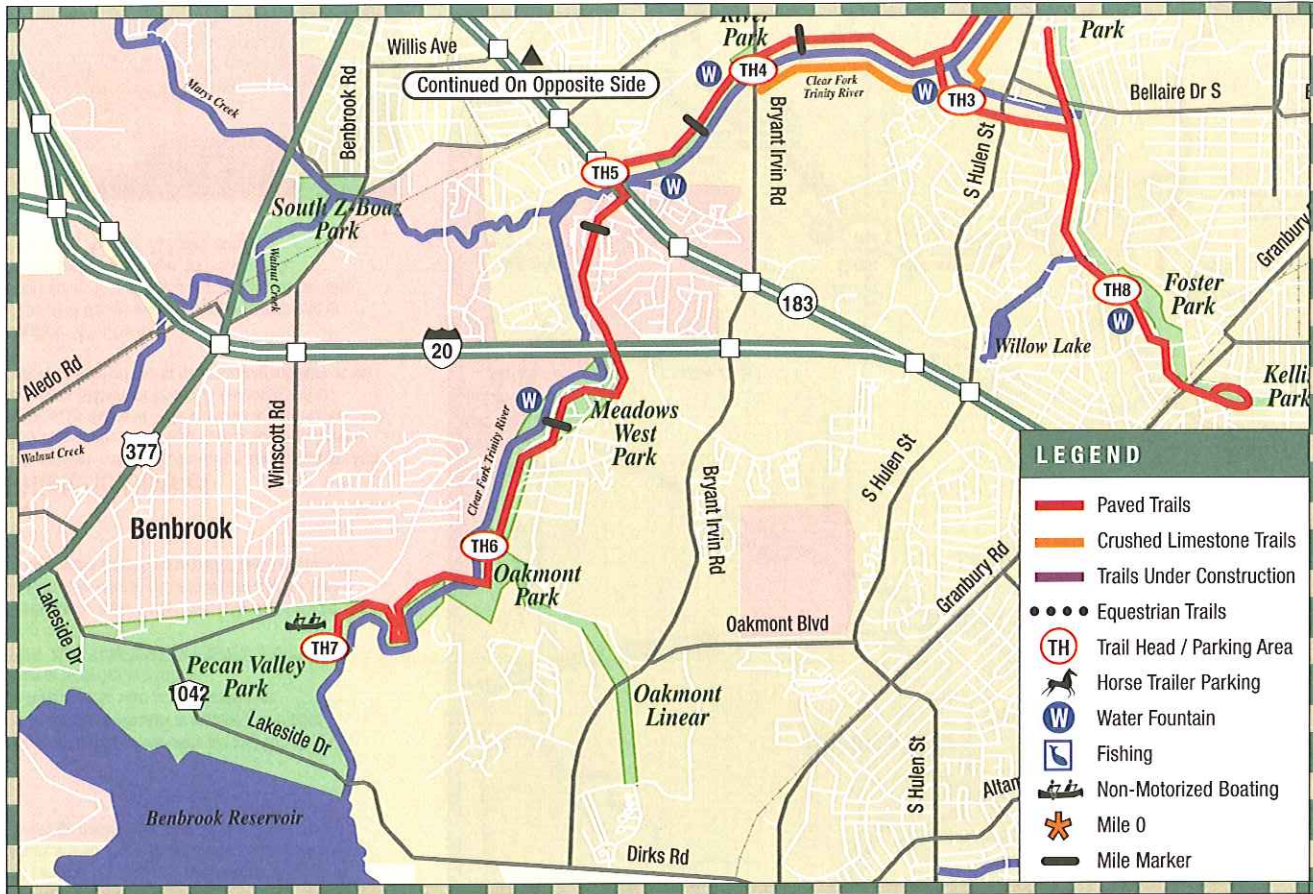 River
Park
Park
Willis Ave
Continued On Opposite Side
Marys Creek
Benbrook Rd
W
TH4
Clear Fork
Trinity River
W
TH3
Bellaire Dr S
Bryant Irvin Rd
S Hulen St
TH5
W
South Z-Boaz
Park
Walnut Creek
Granbury
TH8
Foster
Park
W
183
20
Willow Lake
Aledo Rd
Winscott Rd
W
Clear Fork Trinity River
Meadows
West
Park
Walnut Creek
377
Benbrook
Bryant Irvin Rd
S Hulen St
TH6
Oakmont
Park
Granbury Rd
Oakmont Blvd
Lakeside Dr
TH7
Pecan Valley
Park
1042
Lakeside Dr
Oakmont
Linear
S Hulen St
Benbrook Reservoir
Dirks Rd
LEGEND
Paved Trails
Crushed Limestone Trails
Trails Under Construction
Equestrian Trails
TH Trail Head / Parking Area
Horse Trailer Parking
W Water Fountain
Fishing
Non-Motorized Boating
Mile 0
Mile Marker